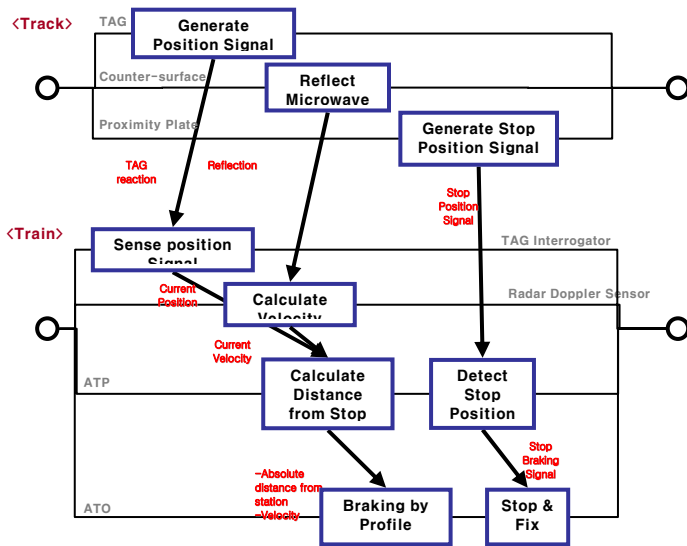 <Track>
TAG
Generate
Position Signal
Counter-surface
Reflect
Microwave
Proximity Plate
Generate Stop
Position Signal
TAG
reaction
Reflection
Stop
Position
Signal
<Train>
Sense position
Signal
TAG Interrogator
Current
Position
Calculate
Velocity
Radar Doppler Sensor
Current
Velocity
ATP
Calculate
Distance
from Stop
Detect
Stop
Position
Stop
Braking
Signal
-Absolute
distance from
station
-Velocity
ATO
Braking by
Profile
Stop &
Fix